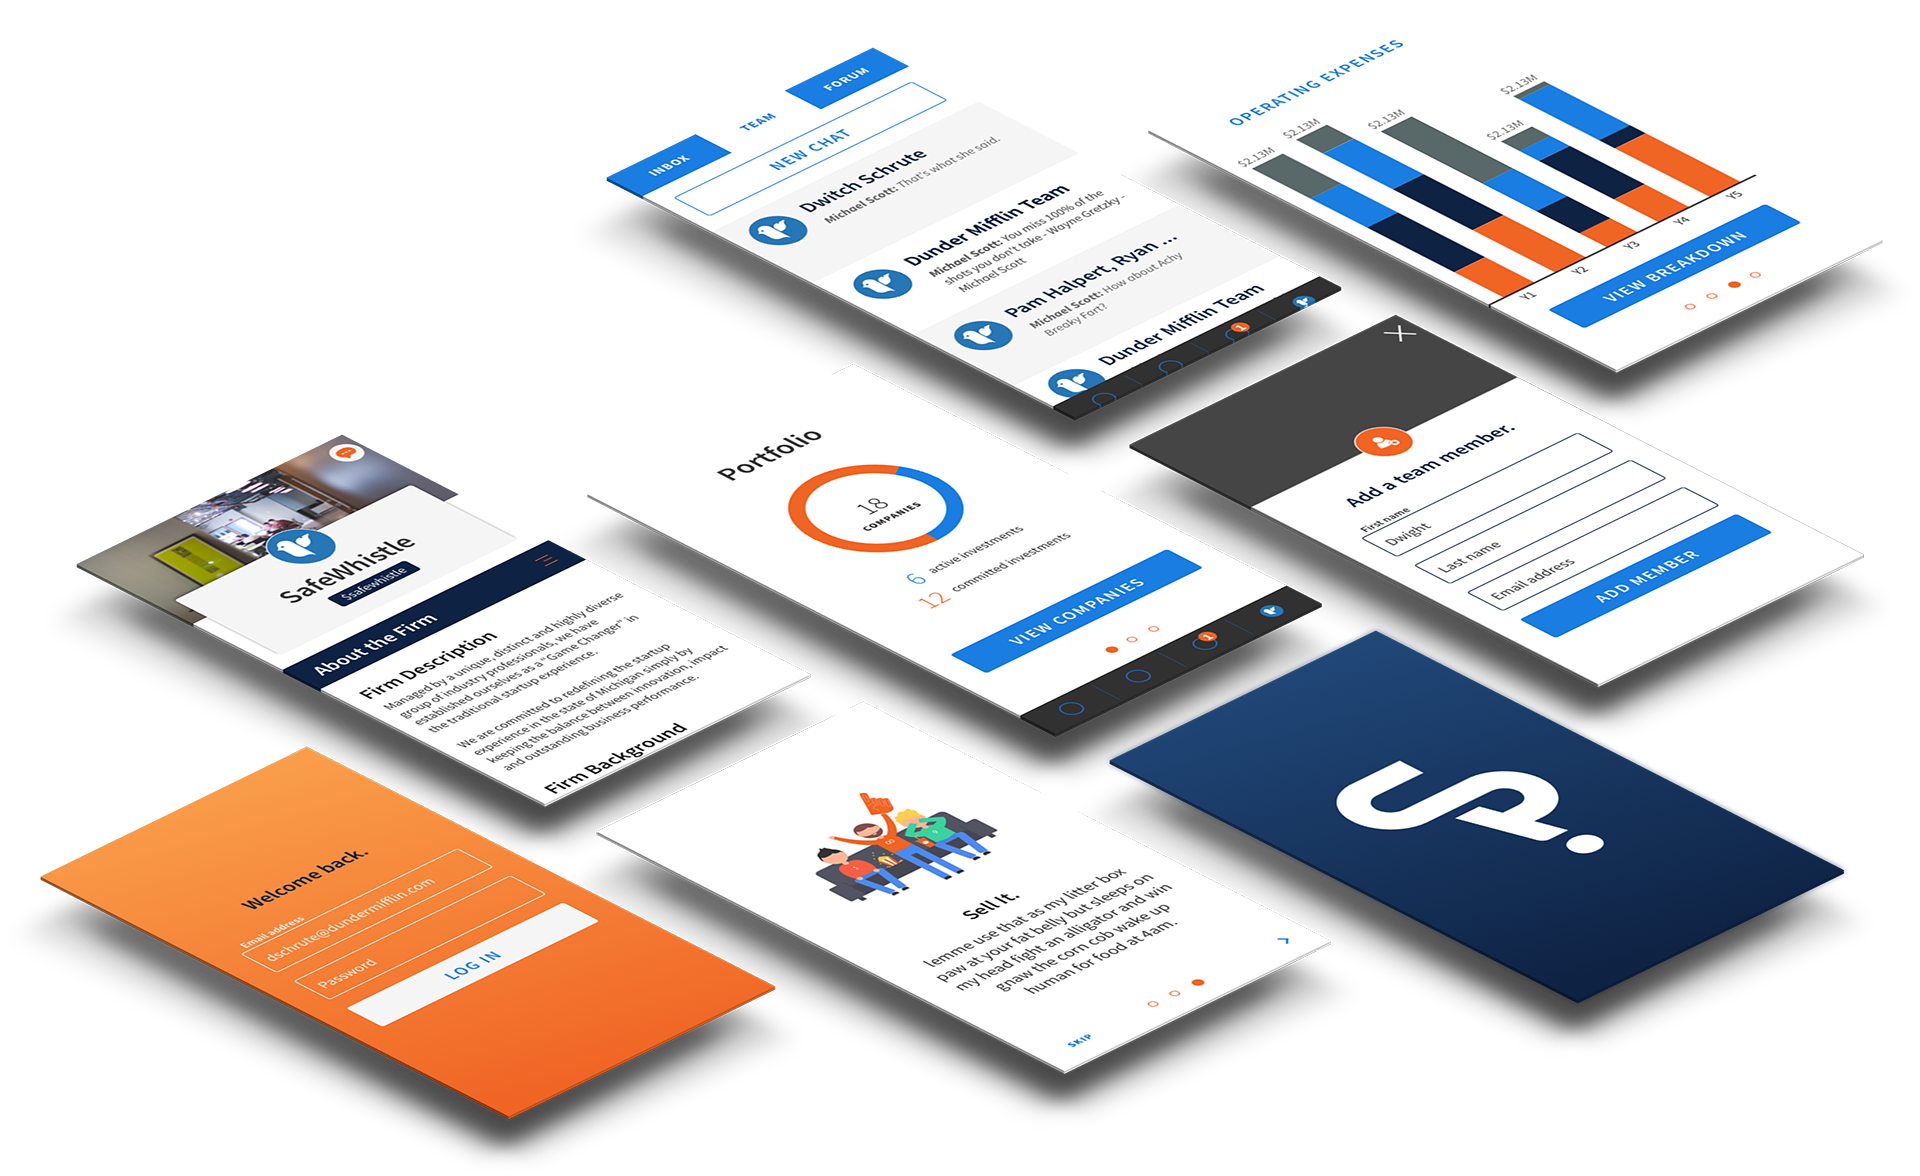 INBOX
TEAM
FORUM
NEW CHAT
Dwitch Schrute
Michael Scott: That's what she said.
Dunder Mifflin Team
Michael Scott: You miss 100% of the
shots you don't take - Wayne Gretzky -
Michael Scott
Pam Halpert, Ryan ...
Michael Scott: How about Achy
Breaky Fart?
Dunder Mifflin Team
1
OPERATING EXPENSES
$2.13M
$2.13M
$2.13M
$2.13M
$2.13M
Y1
Y2
Y3
Y4
Y5
VIEW BREAKDOWN
SafeWhistle
$safewhistle
About the Firm
Firm Description
Managed by a unique, distinct and highly diverse
group of industry professionals, we have
established ourselves as a "Game Changer" in
the traditional startup experience.
We are committed to redefining the startup
experience in the state of Michigan simply by
keeping the balance between innovation, impact
and outstanding business performance.
Firm Background
Portfolio
18
COMPANIES
6 active investments
12 committed investments
VIEW COMPANIES
1
Add a team member.
First name
Dwight
Last name
Email address
ADD MEMBER
Welcome back.
Email address
dschrute@dundermifflin.com
Password
LOG IN
Sell It.
lemme use that as my litter box
paw at your fat belly but sleeps on
my head fight an alligator and win
gnaw the corn cob wake up
human for food at 4am.
SKIP